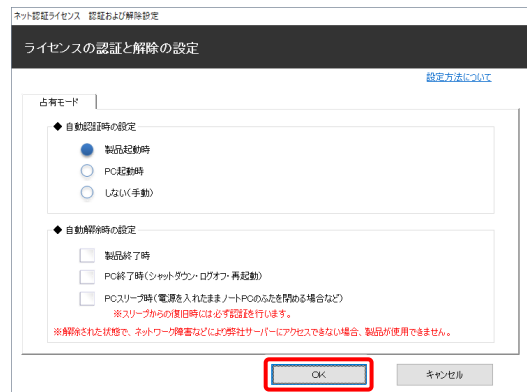 ネット認証ライセンス 認証および解除設定
ライセンスの認証と解除の設定
設定方法について
占有モード
◆ 自動認証時の設定
製品起動時
PC起動時
しない(手動)
◆ 自動解除時の設定
製品終了時
PC終了時(シャットダウン・ログオフ・再起動)
PCスリープ時(電源を入れたままノートPCのふたを閉める場合など)
※スリープからの復旧時には必ず認証を行います。
※解除された状態で、ネットワーク障害などにより弊社サーバーにアクセスできない場合、製品が使用できません。
OK
キャンセル